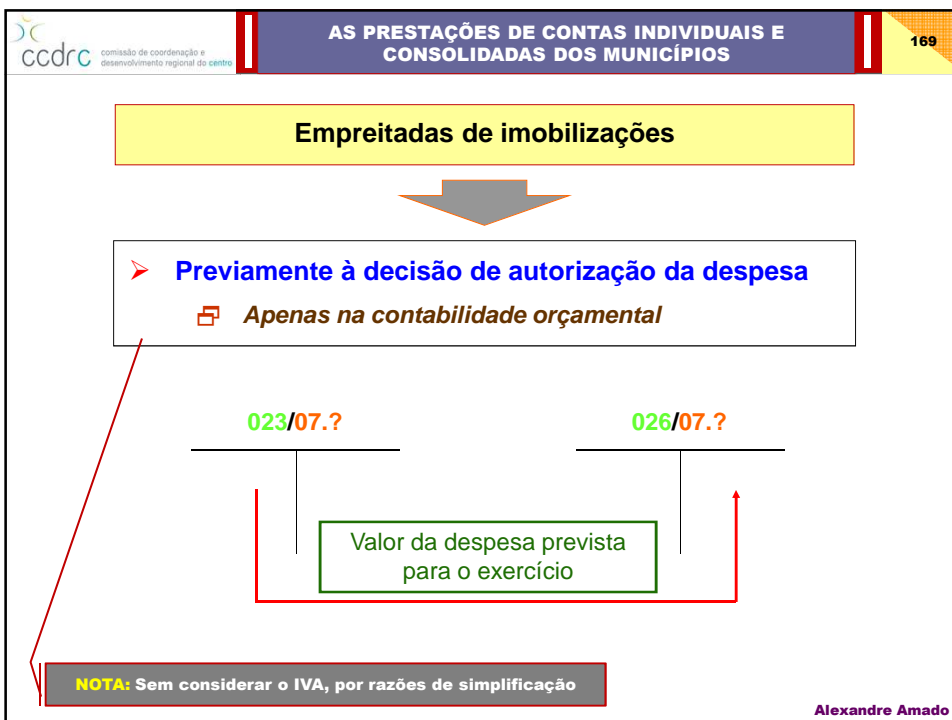 ccdrc comissão de coordenação e
desenvolvimento regional do centro
AS PRESTAÇÕES DE CONTAS INDIVIDUAIS E
CONSOLIDADAS DOS MUNICÍPIOS
169
Empreitadas de imobilizações
Previamente à decisão de autorização da despesa
Apenas na contabilidade orçamental
023/07.?
026/07.?
Valor da despesa prevista
para o exercício
NOTA: Sem considerar o IVA, por razões de simplificação
Alexandre Amado